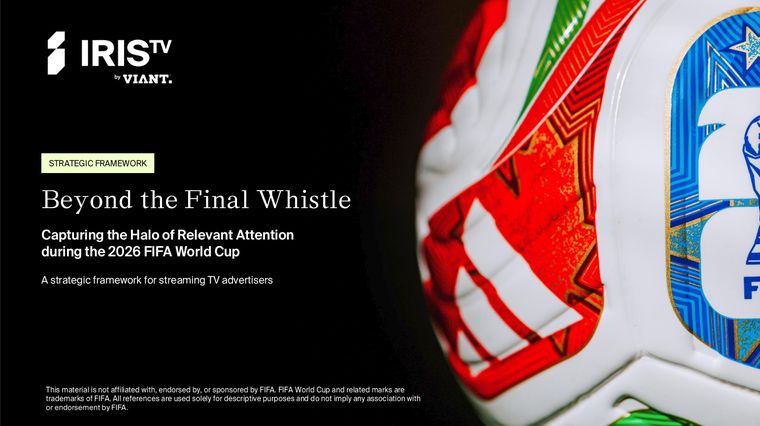 IRISTV
by VIANT.
STRATEGIC FRAMEWORK
Beyond the Final Whistle
Capturing the Halo of Relevant Attention
during the 2026 FIFA World Cup
A strategic framework for streaming TV advertisers
This material is not affiliated with, endorsed by, or sponsored by FIFA. FIFA World Cup and related marks are
trademarks of FIFA. All references are used solely for descriptive purposes and do not imply any association with
or endorsement by FIFA.